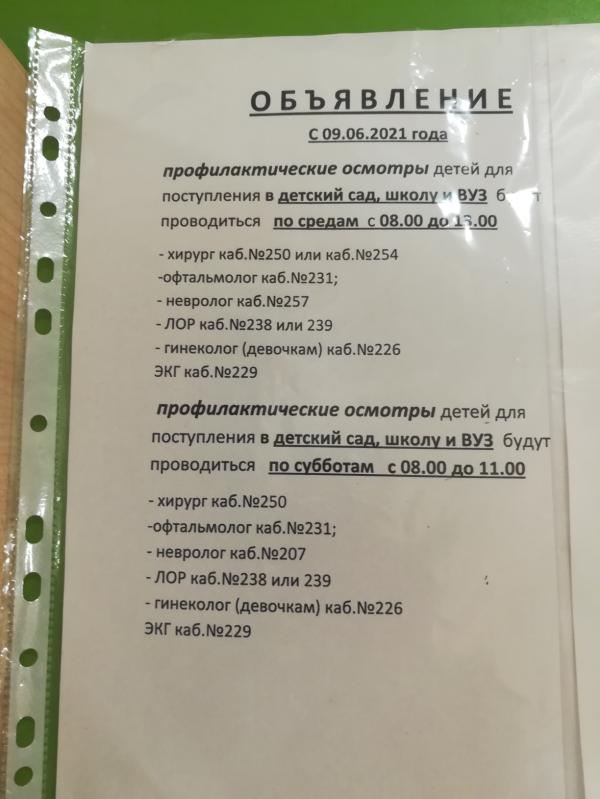 ОБЪЯВЛЕНИЕ
С 09.06.2021 года
профилактические осмотры детей для
поступления в детский сад, школу и ВУЗ будут
проводиться по средам с 08.00 до 13.00
- хирург каб.№250 или каб.№254
-офтальмолог каб.№231;
- невролог каб.№257
- ЛОР каб.№238 или 239
- гинеколог (девочкам) каб.№226
ЭКГ каб.№229
профилактические осмотры детей для
поступления в детский сад, школу и ВУЗ будут
проводиться по субботам с 08.00 до 11.00
- хирург каб.№250
-офтальмолог каб.№231;
- невролог каб.№207
- ЛОР каб.№238 или 239
- гинеколог (девочкам) каб.№226
ЭКГ каб.№229